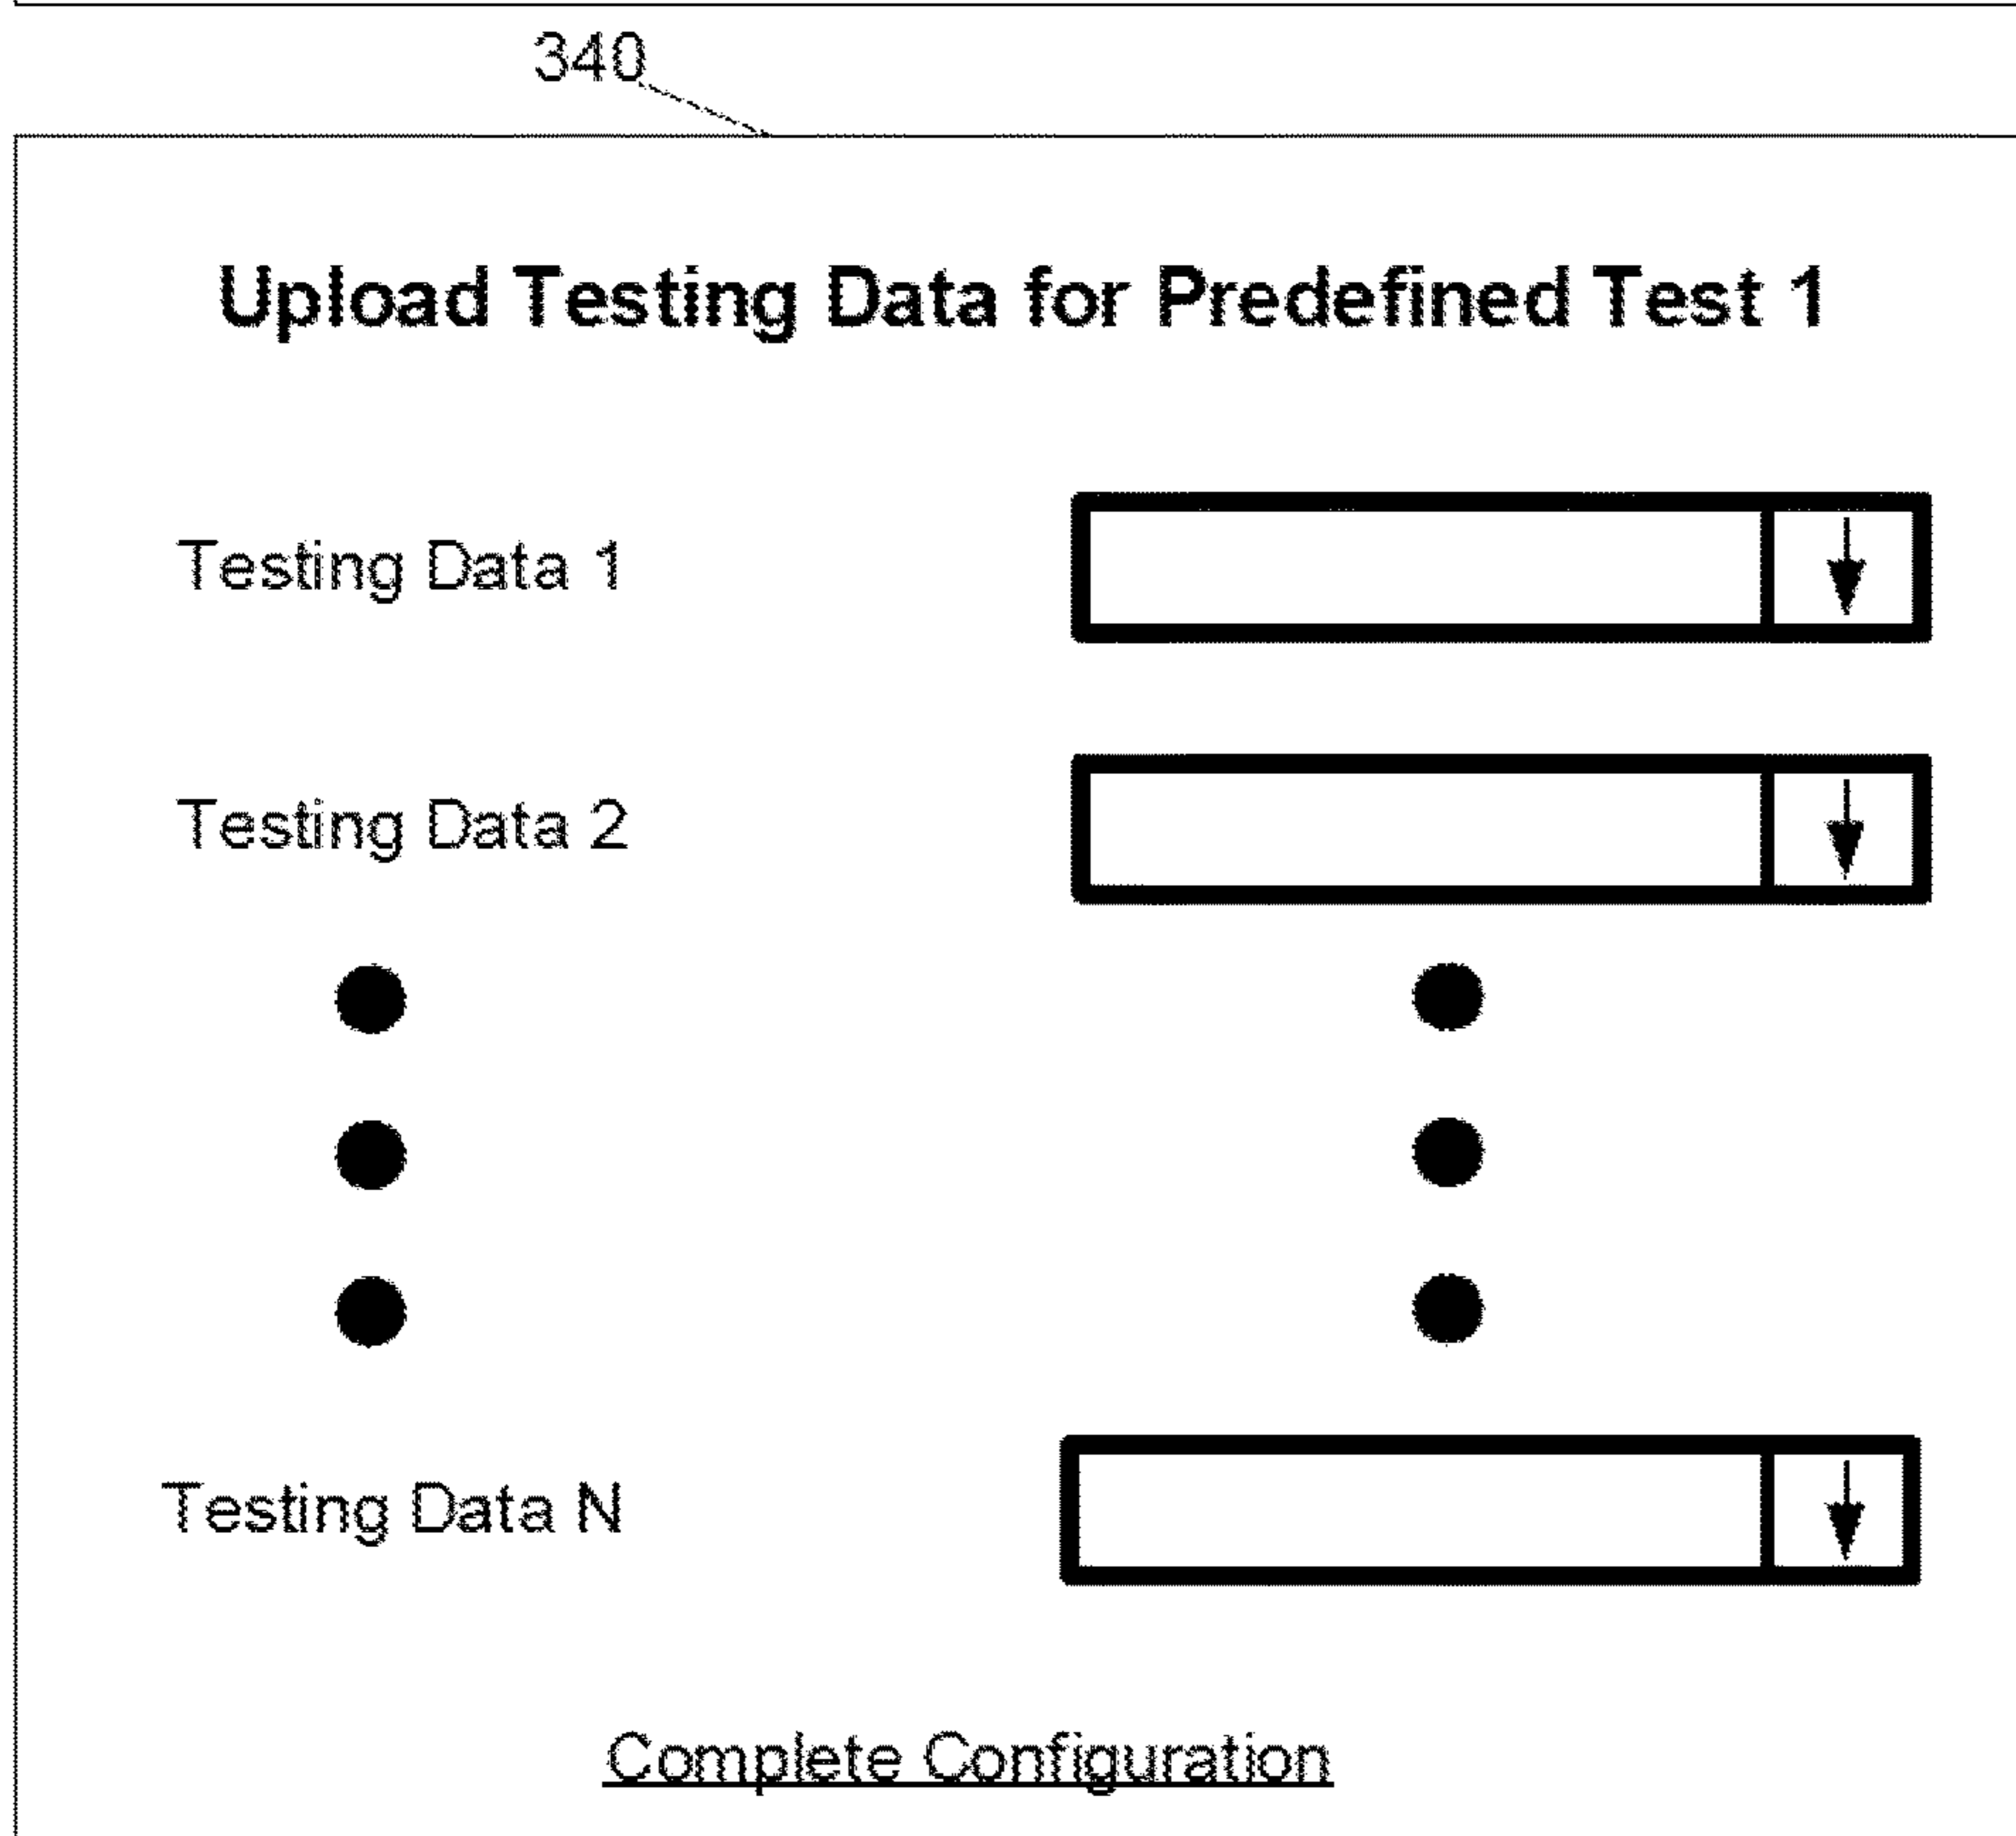 340
Upload Testing Data for Predefined Test 1
Testing Data 1
Testing Data 2
Testing Data N
Complete Configuration